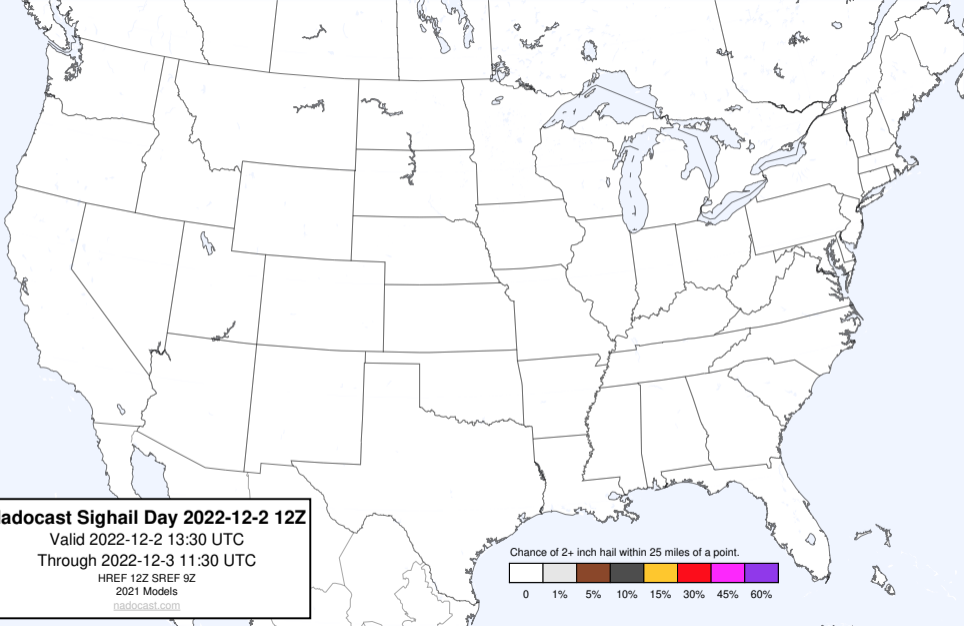 adocast Sighail Day 2022-12-2 12Z
Valid 2022-12-2 13:30 UTC
Through 2022-12-3 11:30 UTC
HREF 12Z SREF 9Z
2021 Models
nadocast.com
Chance of 2+ inch hail within 25 miles of a point.
0 1% 5% 10% 15% 30% 45% 60%